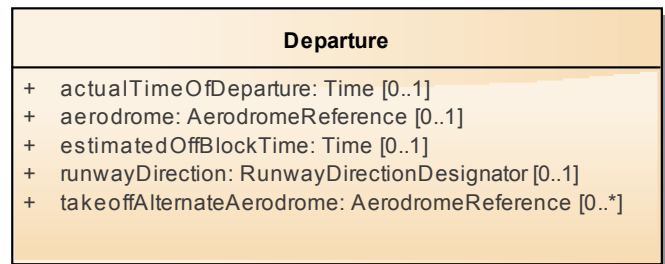 Departure
+ actualTimeOfDeparture: Time [0..1]
+ aerodrome: AerodromeReference [0..1]
+ estimatedOffBlockTime: Time [0..1]
+ runwayDirection: RunwayDirectionDesignator [0..1]
+ takeoffAlternateAerodrome: AerodromeReference [0..*]